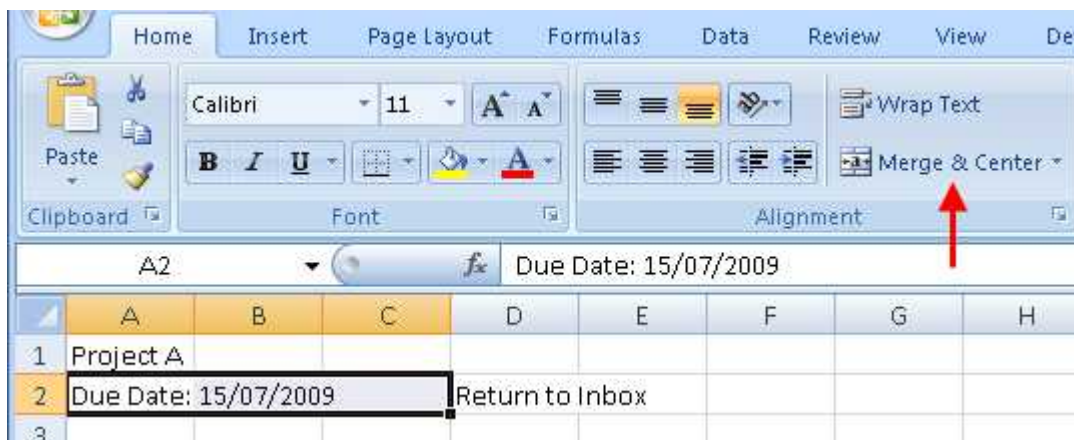 Home Insert Page Layout Formulas Data Review View De
Calibri 11 A A Wrap Text
Paste B I U A Merge & Center
Clipboard Font Alignment
A2 fx Due Date: 15/07/2009
A B C D E F G H
1 Project A
2 Due Date: 15/07/2009 Return to Inbox
3